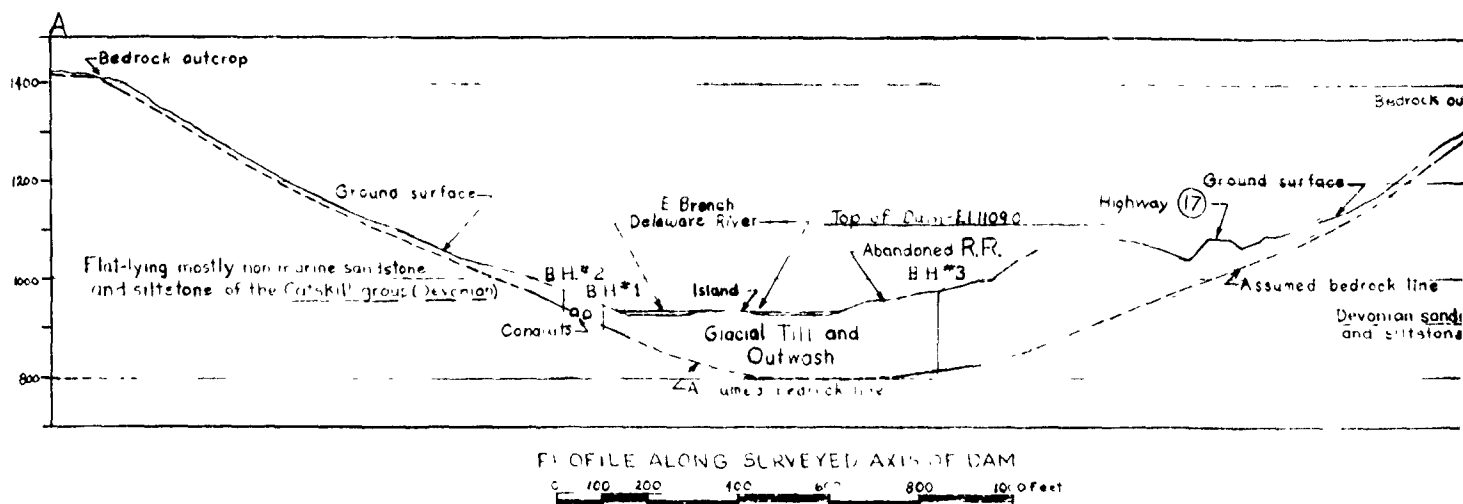 A
Bedrock outcrop
1400
1200
1000
800
Ground surface
E Branch
Delaware River
Top of Dam-El.1109.0
Highway 17
Ground surface
Abandoned R.R.
B.H. #2
B H #1
B H #3
Island
Flat-lying mostly non marine sandstone
and siltstone of the Catskill group (Devonian)
Conduits
Glacial Till and
Outwash
Assumed bedrock line
Bedrock
Devonian
and
bedrock line
PROFILE ALONG SURVEYED AXIS OF DAM
0 100 200 400 600 800 1000 Feet